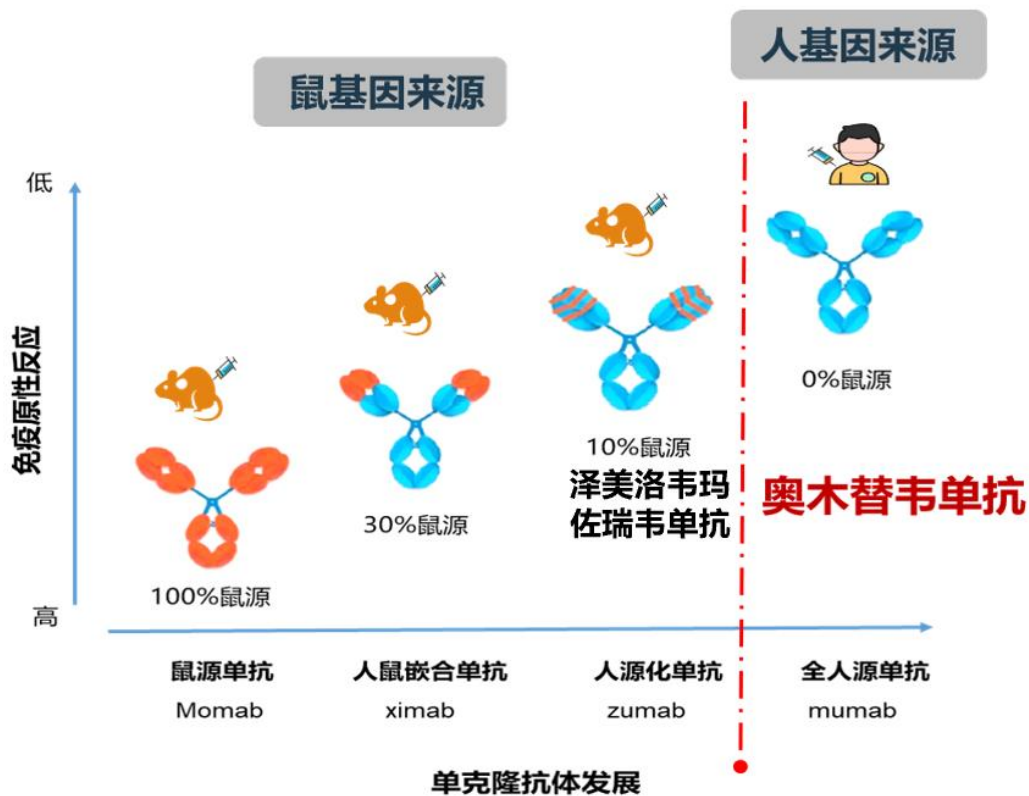 鼠基因来源
人基因来源
低
免疫原性反应
高
100%鼠源
30%鼠源
10%鼠源
泽美洛韦玛
佐瑞韦单抗
0%鼠源
奥木替韦单抗
鼠源单抗
Momab
人鼠嵌合单抗
ximab
人源化单抗
zumab
全人源单抗
mumab
单克隆抗体发展